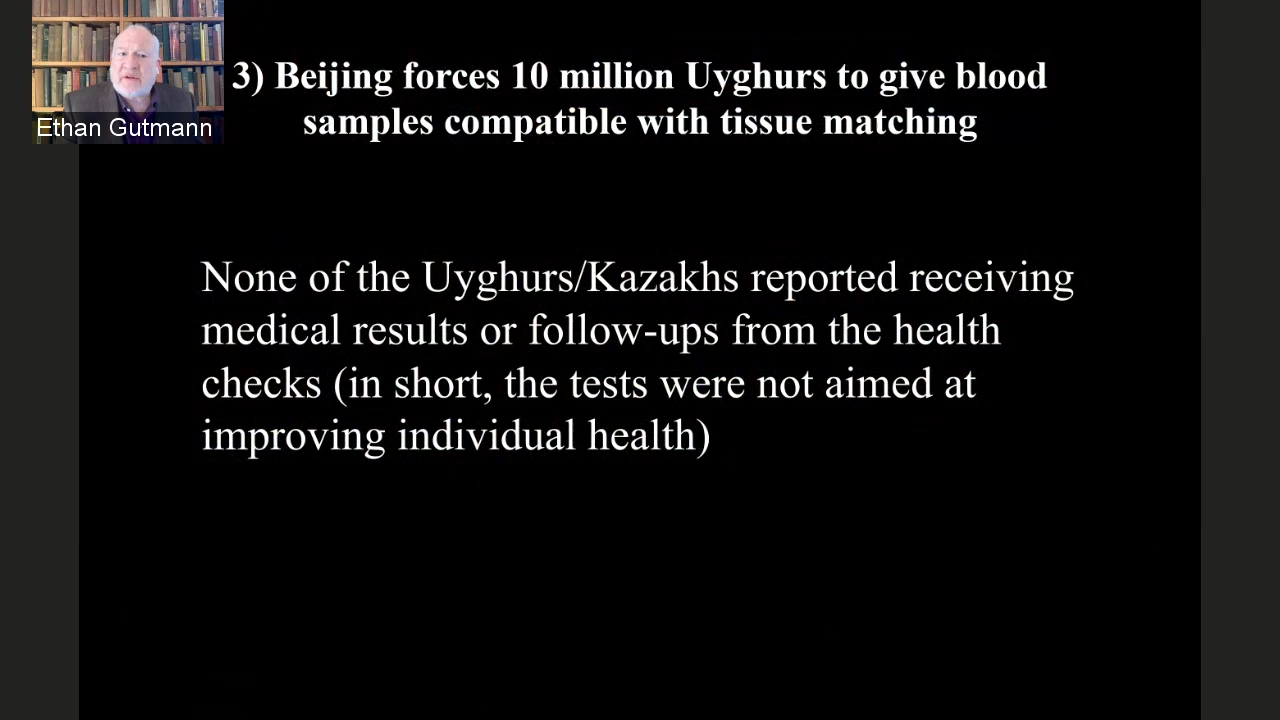 3) Beijing forces 10 million Uyghurs to give blood
samples compatible with tissue matching
Ethan Gutmann
None of the Uyghurs/Kazakhs reported receiving
medical results or follow-ups from the health
checks (in short, the tests were not aimed at
improving individual health)